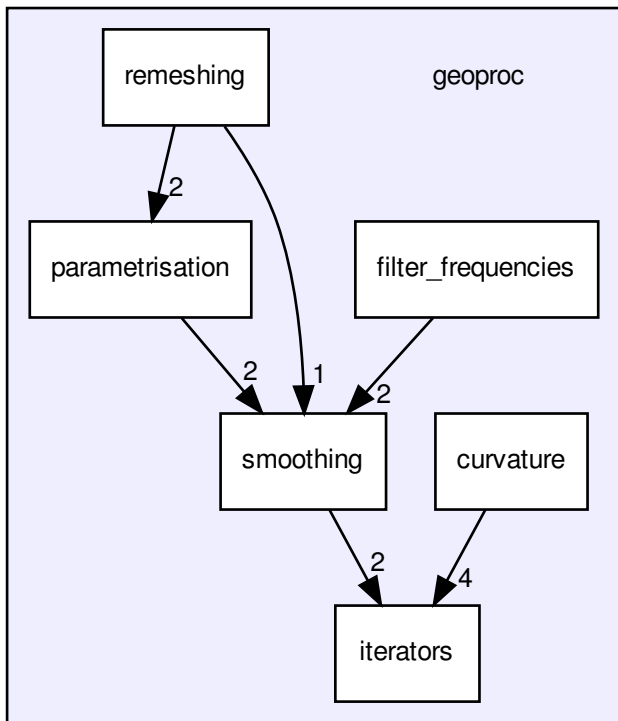 remeshing
geoproc
2
parametrisation
filter_frequencies
2
1
2
smoothing
curvature
2
4
iterators